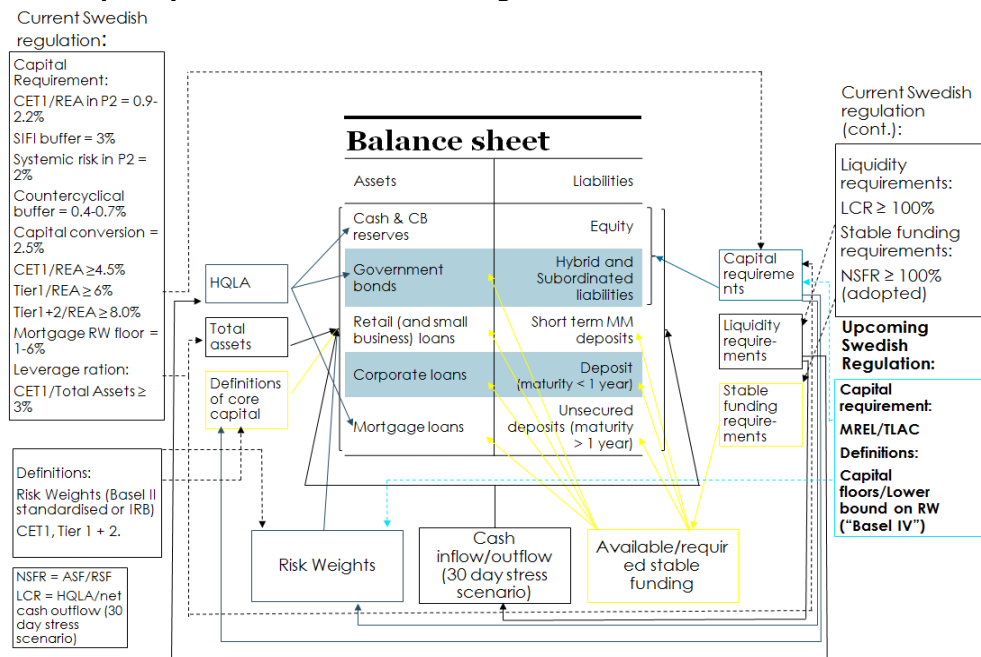 Current Swedish
regulation:
Capital
Requirement:
CET1/REA in P2 = 0.9-
2.2%
SIFI buffer = 3%
Systemic risk in P2 =
2%
Countercyclical
buffer = 0.4-0.7%
Capital conversion =
2.5%
CET1/REA ≥4.5%
Tier1/REA ≥ 6%
Tier1+2/REA ≥ 8.0%
Mortgage RW floor =
1-6%
Leverage ration:
CET1/Total Assets ≥
3%
Definitions:
Risk Weights (Basel II
standardised or IRB)
CET1, Tier 1 + 2.
NSFR = ASF/RSF
LCR = HQLA/net
cash outflow (30
day stress
scenario)
HQLA
Total
assets
Definitions
of core
capital
Balance sheet
Assets
Liabilities
Cash & CB
reserves
Equity
Government
bonds
Hybrid and
Subordinated
liabilities
Retail (and small
business) loans
Short term MM
deposits
Corporate loans
Deposit
(maturity < 1 year)
Mortgage loans
Unsecured
deposits (maturity
> 1 year)
Risk Weights
Cash
inflow/outflow
(30 day stress
scenario)
Available/requir
ed stable
funding
Capital
requireme
nts
Liquidity
require-
ments
Stable
funding
require-
ments
Current Swedish
regulation
(cont.):
Liquidity
requirements:
LCR ≥ 100%
Stable funding
requirements:
NSFR ≥ 100%
(adopted)
Upcoming
Swedish
Regulation:
Capital
requirement:
MREL/TLAC
Definitions:
Capital
floors/Lower
bound on RW
("Basel IV")